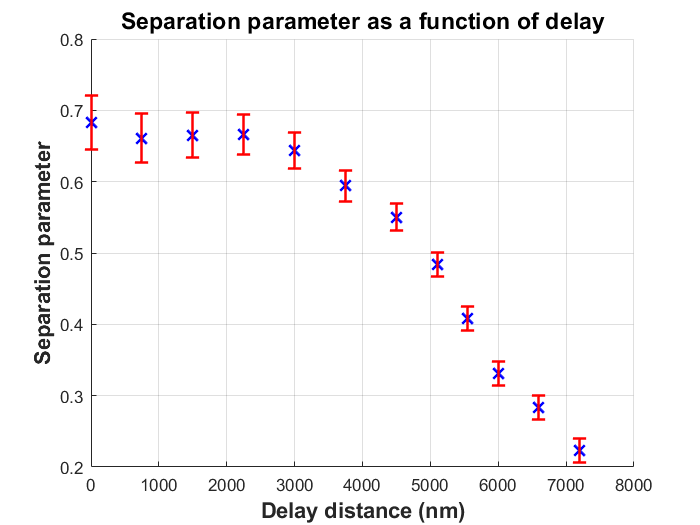 Separation parameter as a function of delay
Separation parameter
0.8
0.7
0.6
0.5
0.4
0.3
0.2
0 1000 2000 3000 4000 5000 6000 7000 8000
Delay distance (nm)